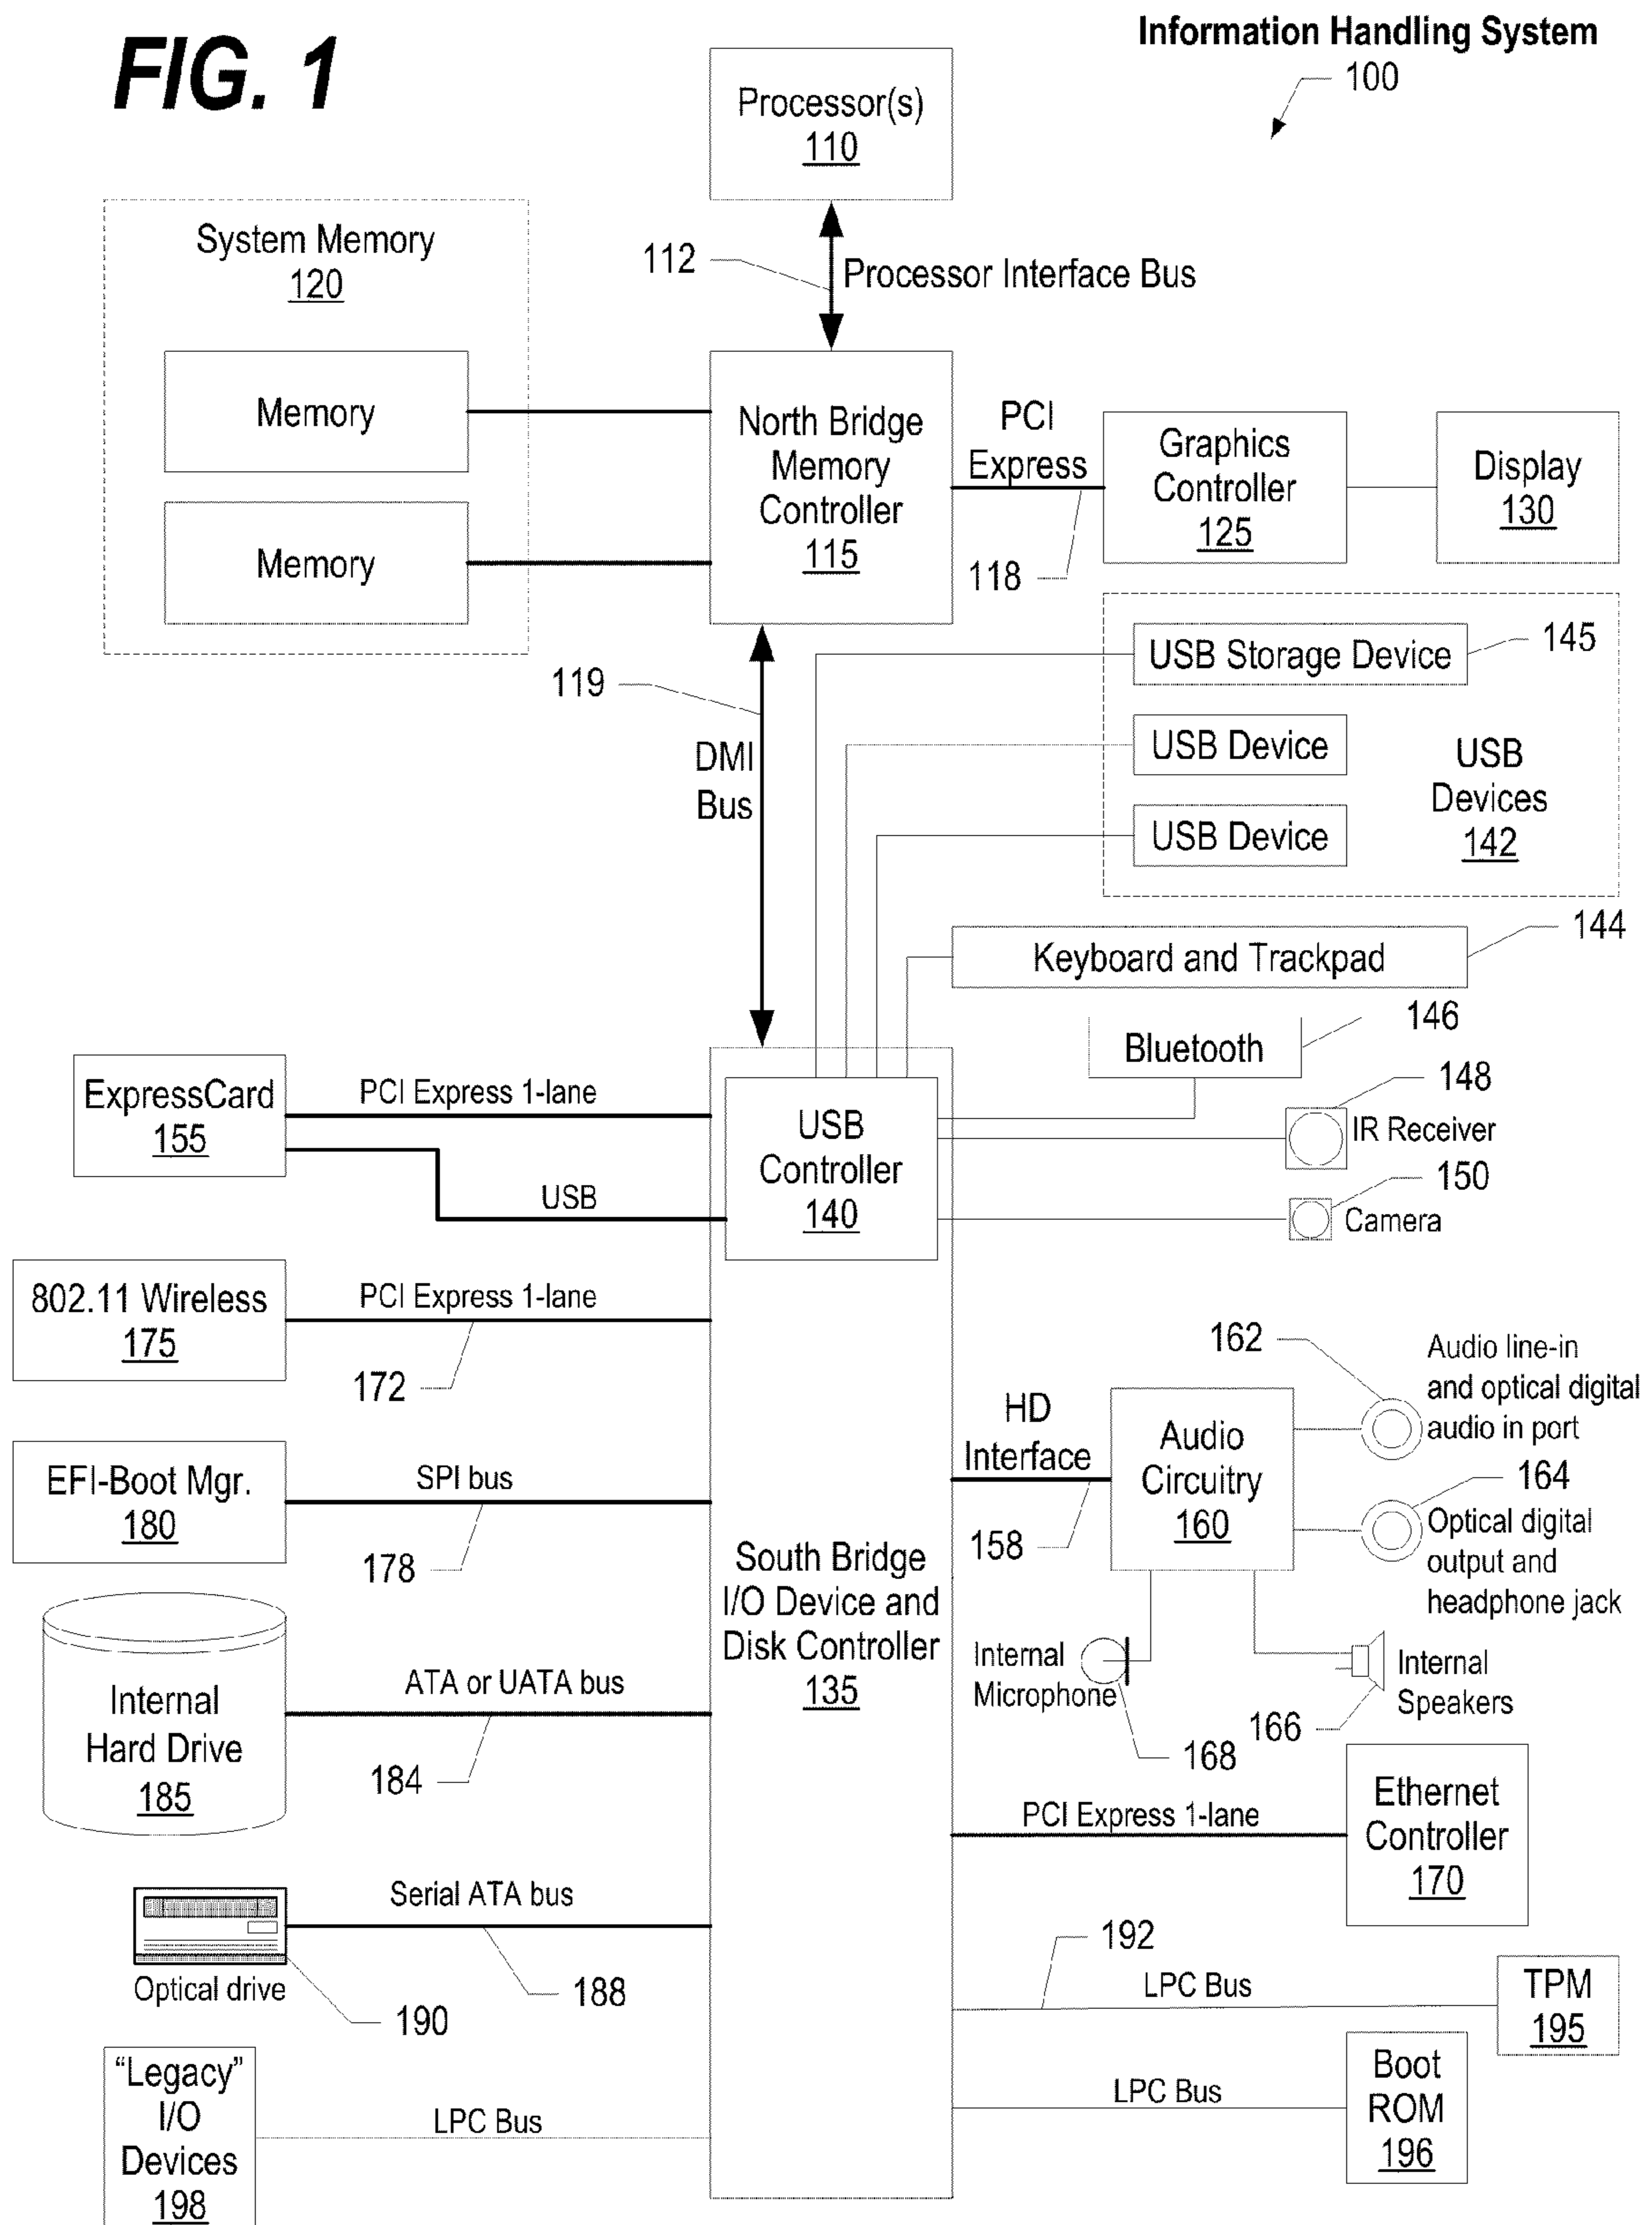 FIG. 1
Information Handling System
100
Processor(s)
110
112
Processor Interface Bus
System Memory
120
Memory
Memory
North Bridge
Memory
Controller
115
PCI
Express
118
Graphics
Controller
125
Display
130
119
DMI
Bus
USB Storage Device
145
USB Device
USB Device
USB
Devices
142
Keyboard and Trackpad
144
Bluetooth
146
148
IR Receiver
150
Camera
ExpressCard
155
PCI Express 1-lane
USB
USB
Controller
140
802.11 Wireless
175
PCI Express 1-lane
172
EFI-Boot Mgr.
180
SPI bus
178
South Bridge
I/O Device and
Disk Controller
135
HD
Interface
158
Audio
Circuitry
160
162
Audio line-in
and optical digital
audio in port
164
Optical digital
output and
headphone jack
Internal
Microphone
168
Internal
Speakers
166
Internal
Hard Drive
185
ATA or UATA bus
184
PCI Express 1-lane
Ethernet
Controller
170
Serial ATA bus
188
Optical drive
190
192
LPC Bus
TPM
195
LPC Bus
Boot
ROM
196
“Legacy”
I/O
Devices
198
LPC Bus